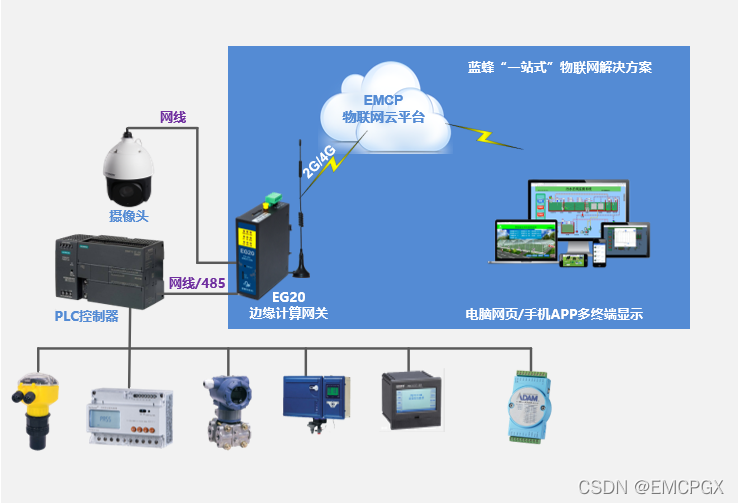 蓝蜂“一站式”物联网解决方案
EMCP
物联网云平台
网线
2G/4G
摄像头
EG20
网线/485
EG20
边缘计算网关
PLC控制器
电脑网页/手机APP多终端显示
ADAM
CSDN @EMCPGX